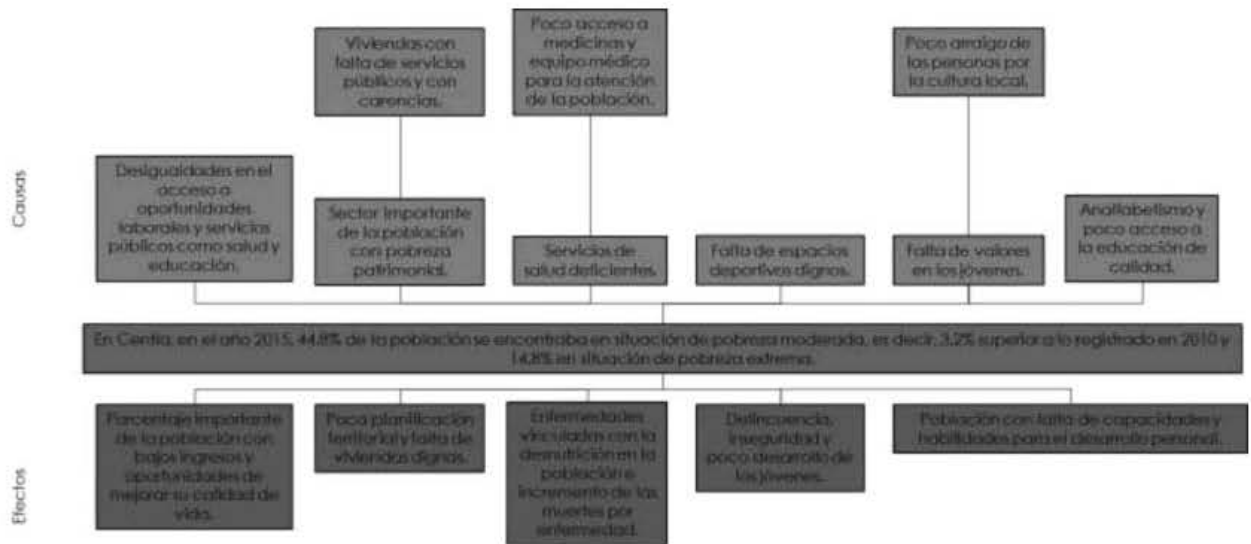 Causas
Viviendas con
falta de servicios
públicos y con
carencias.
Poco acceso a
medicinas y
equipo médico
para la atención
de la población.
Poco arraigo de
las personas por
la cultura local.
Desigualdades en el
acceso a
oportunidades
laborales y servicios
públicos como salud y
educación.
Sector importante
de la población
con pobreza
patrimonial.
Servicios de
salud deficientes.
Falta de espacios
deportivos dignos.
Falta de valores
en los jóvenes.
Analfabetismo y
poco acceso a
la educación de
calidad.
En Centla, en el año 2015, 44.8% de la población se encontraba en situación de pobreza moderada, es decir, 3.2% superior a lo registrado en 2010 y
14.8% en situación de pobreza extrema.
Efectos
Porcentaje importante
de la población con
bajos ingresos y
oportunidades de
mejorar su calidad de
vida.
Poca planificación
territorial y falta de
viviendas dignas.
Enfermedades
vinculadas con la
desnutrición en la
población e
incremento de las
muertes por
enfermedad.
Delincuencia,
inseguridad y
poco desarrollo de
los jóvenes.
Población con falta de capacidades y
habilidades para el desarrollo personal.